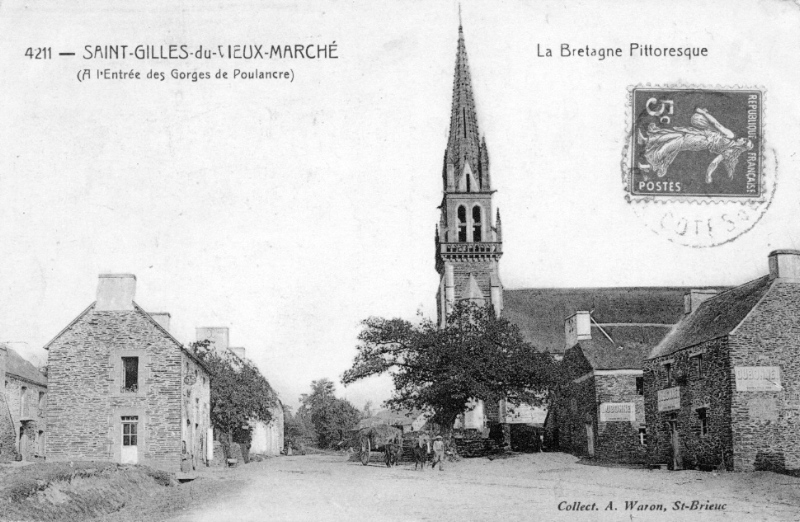 4211 — SAINT-GILLES-du-VIEUX-MARCHÉ
(A l'Entrée des Gorges de Poulancre)
La Bretagne Pittoresque
5c
REPUBLIQUE FRANÇAISE
POSTES
COTES
Collect. A. Waron, St-Brieuc